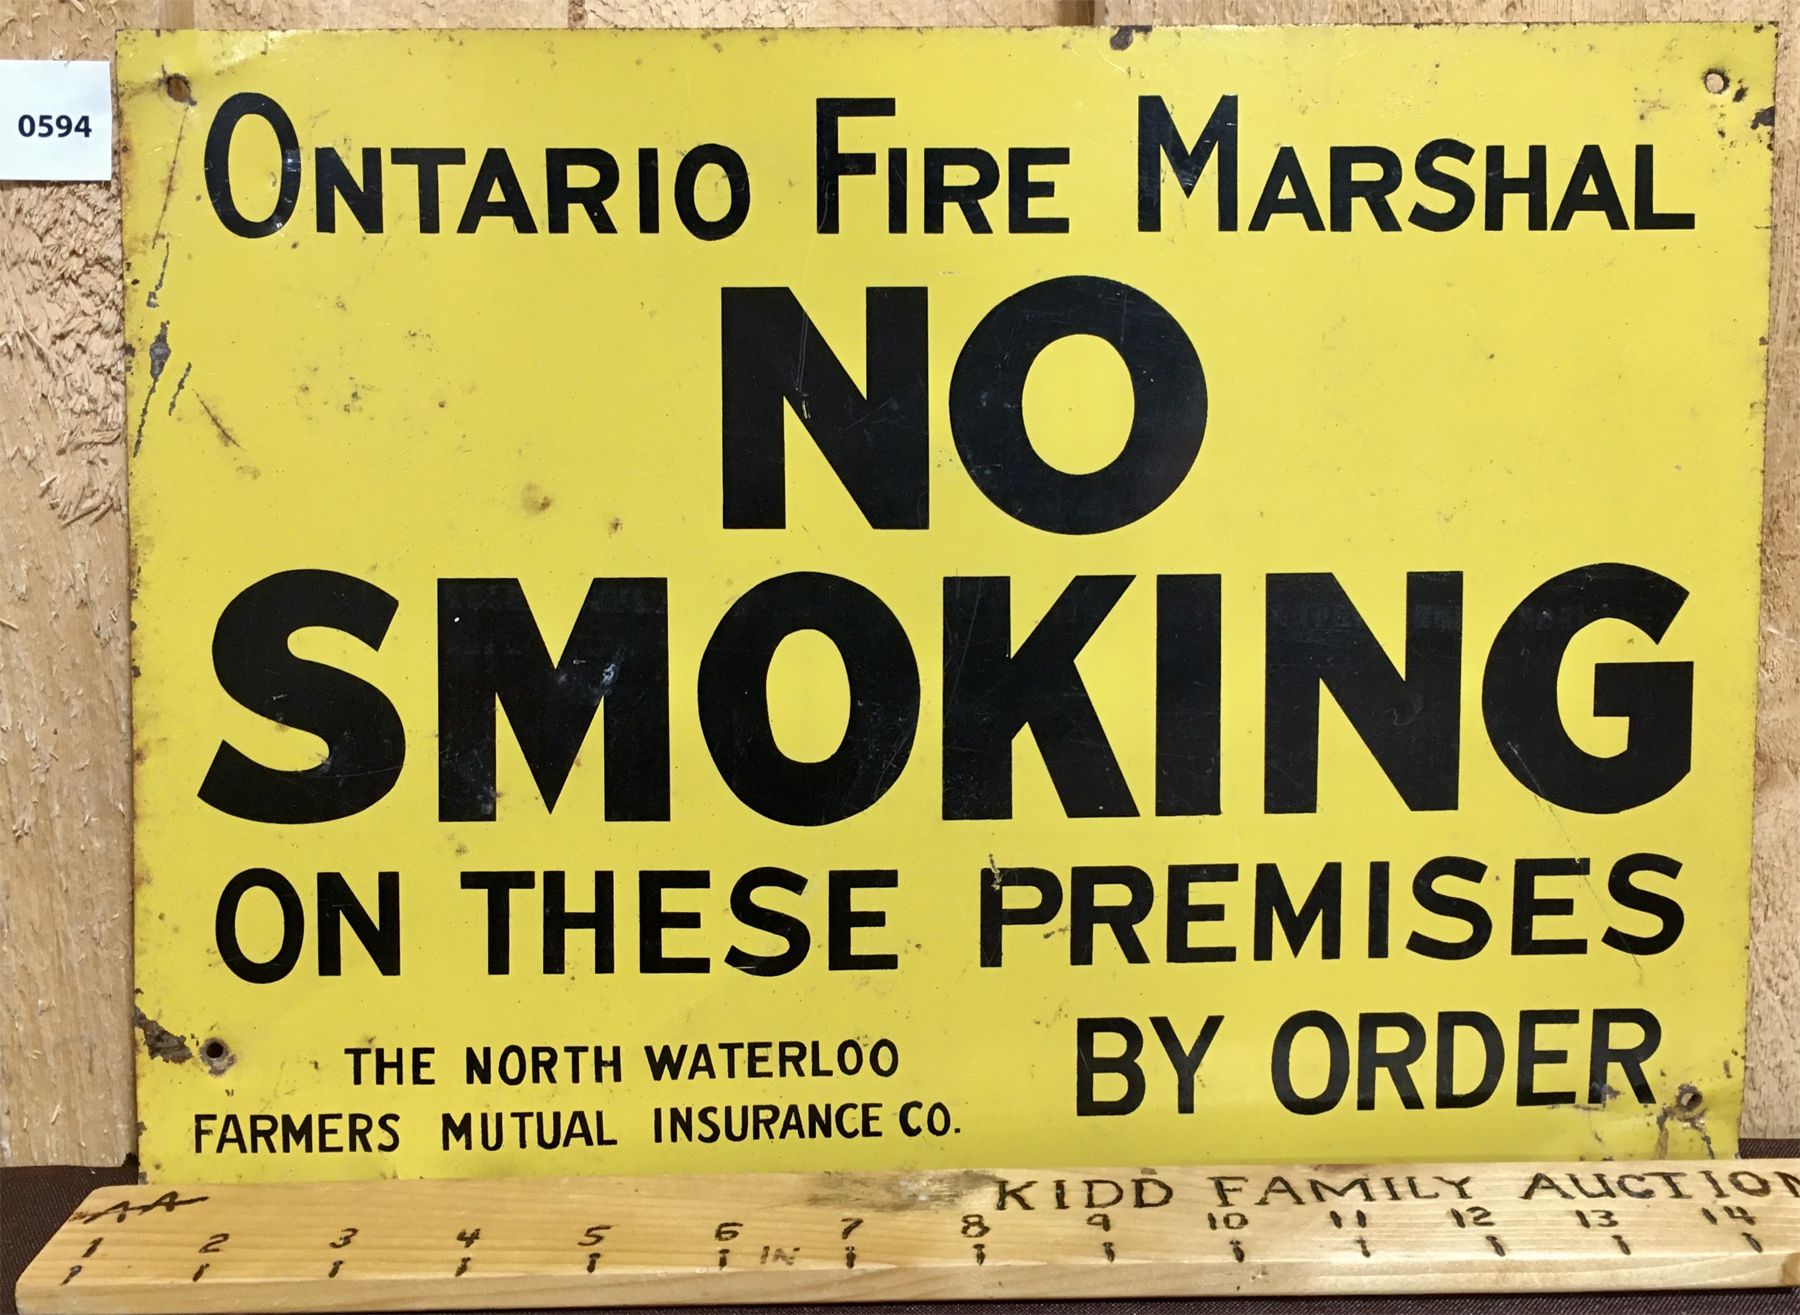 0594
ONTARIO FIRE MARSHAL
NO
SMOKING
ON THESE PREMISES
BY ORDER
THE NORTH WATERLOO
FARMERS MUTUAL INSURANCE CO.
KIDD FAMILY AUCTION
1 2 3 4 5 6 7 8 9 10 11 12 13 14
IN